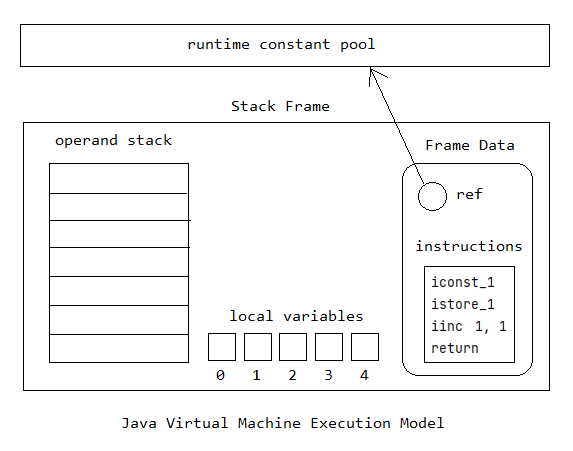 runtime constant pool
Stack Frame
operand stack
Frame Data
ref
instructions
iconst_1
istore_1
iinc 1, 1
return
local variables
0 1 2 3 4
Java Virtual Machine Execution Model